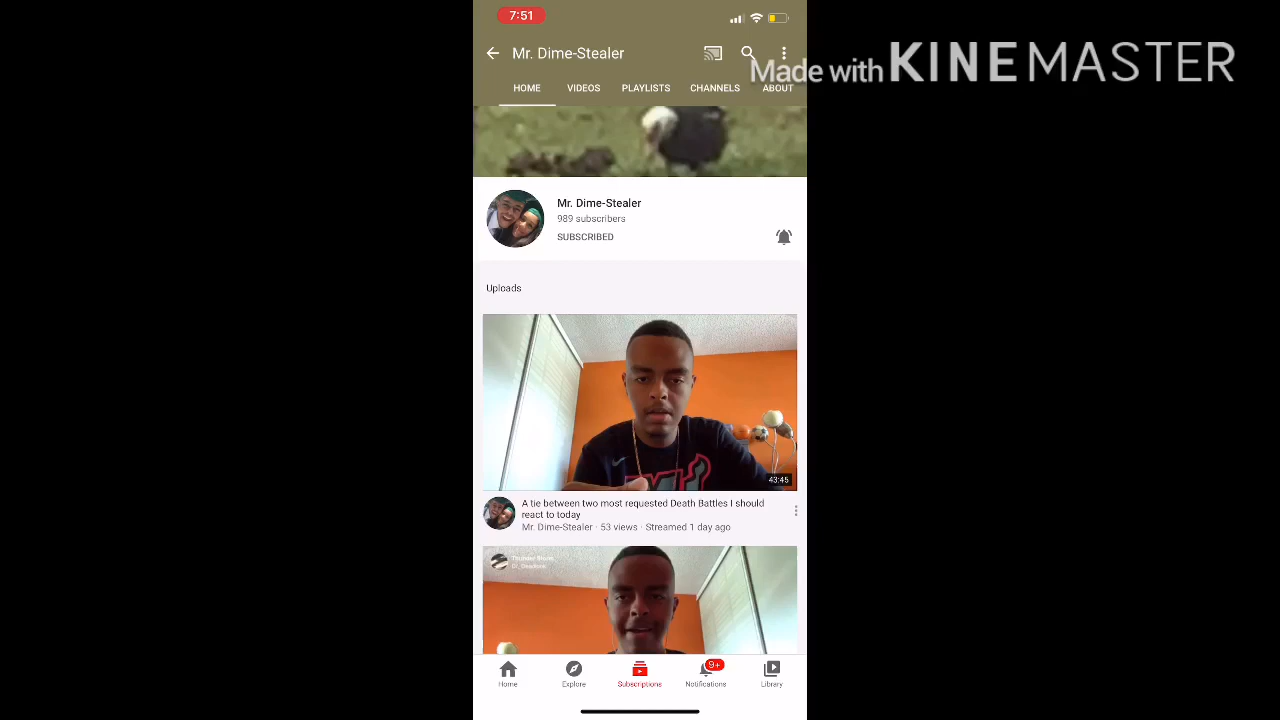 7:51
Mr. Dime-Stealer
Made with KINEMASTER
HOME VIDEOS PLAYLISTS CHANNELS ABOUT
Mr. Dime-Stealer
989 subscribers
SUBSCRIBED
Uploads
43:45
A tie between two most requested Death Battles I should
react to today
Mr. Dime-Stealer · 53 views · Streamed 1 day ago
9+
Home Explore Subscriptions Notifications Library